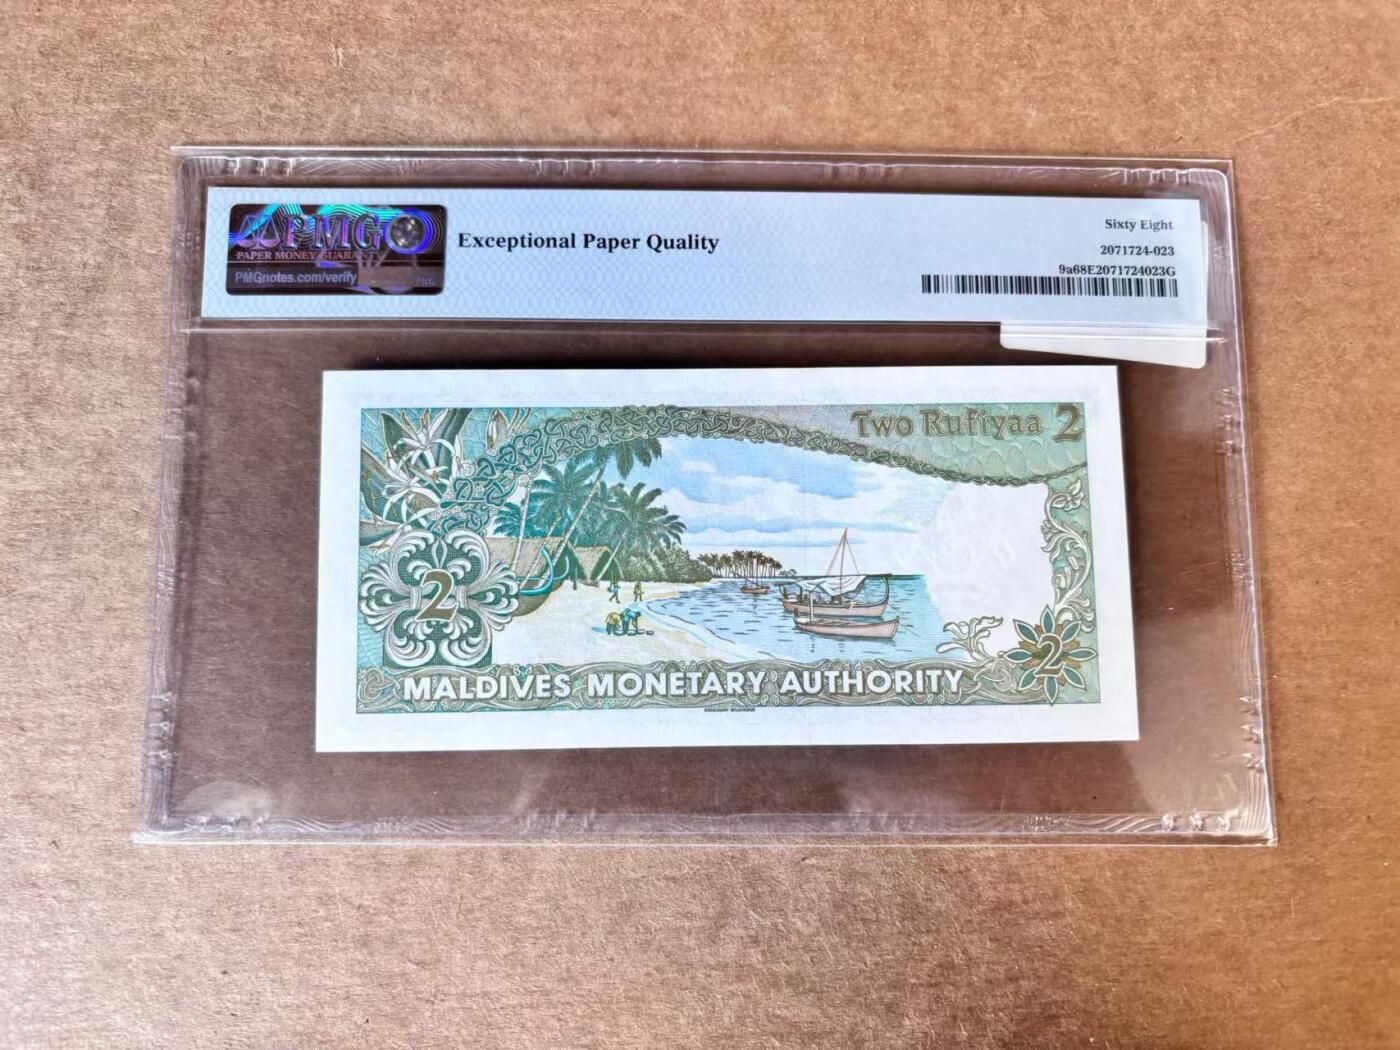 PMG
PAPER MONEY GUARANTY
PMGnotes.com/verify
PMG
Exceptional Paper Quality
Sixty Eight
2071724-023
9a68E2071724023G
Two Rufiyaa 2
2
2
MALDIVES MONETARY AUTHORITY